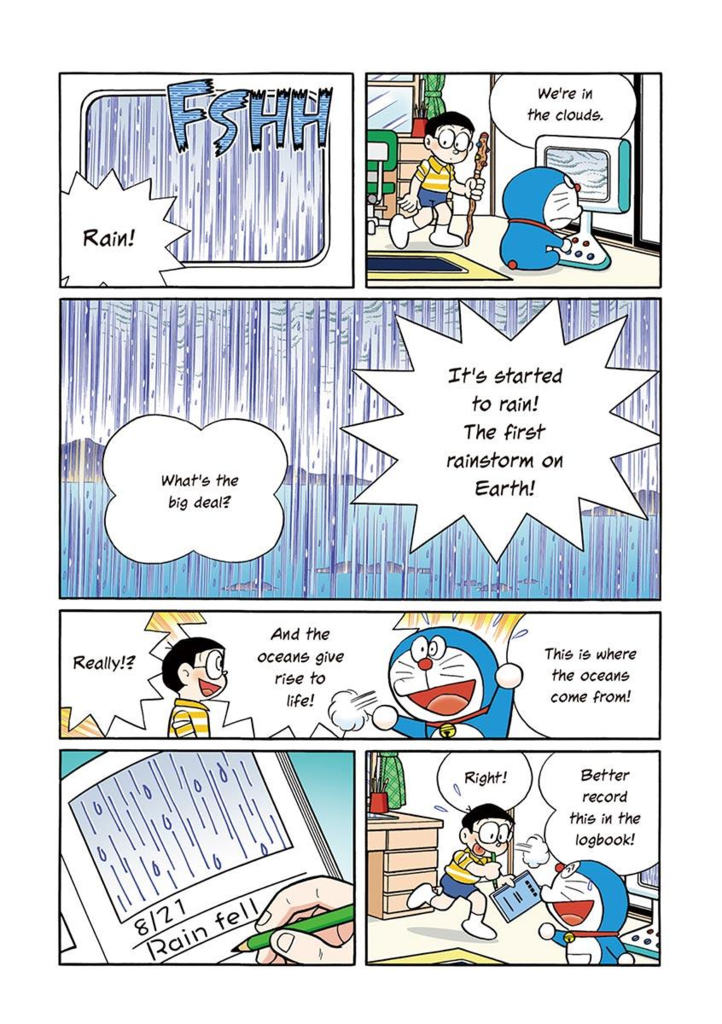 We're in
the clouds.
FSHH
Rain!
It's started
to rain!
The first
rainstorm on
Earth!
What's the
big deal?
This is where
the oceans
come from!
And the
oceans give
rise to
life!
Really!?
Better
record
this in the
logbook!
Right!
8/21
Rain fell